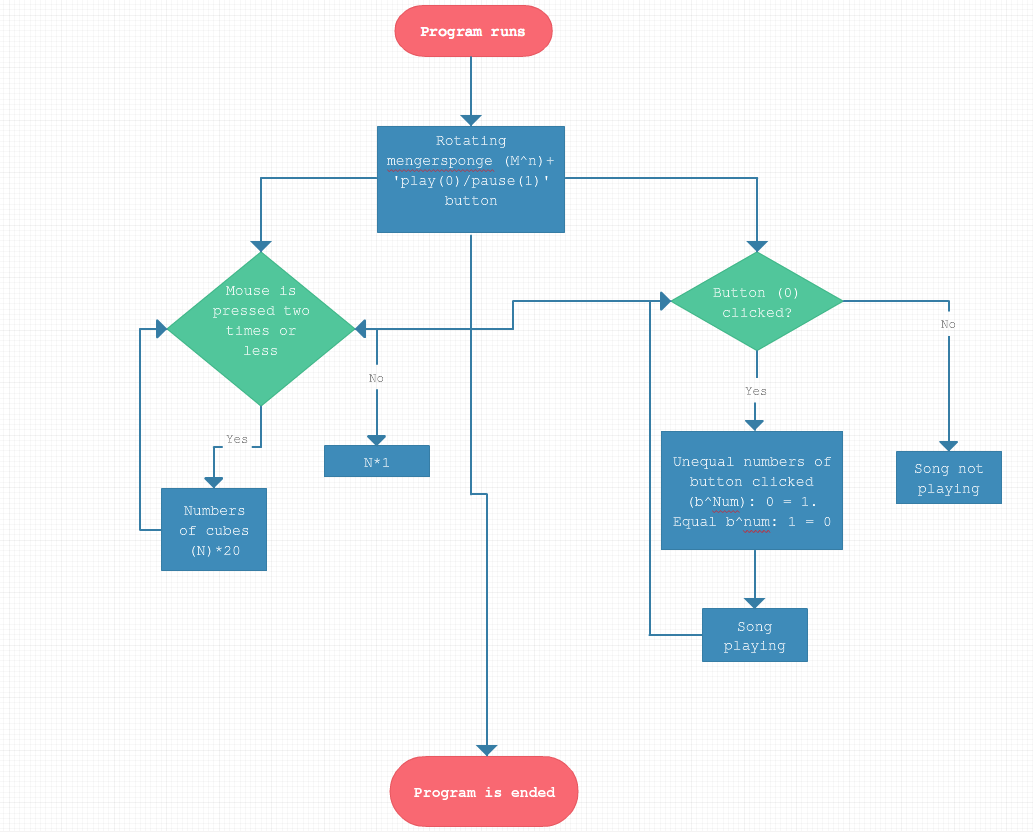 Program runs
Rotating
mengersponge (M^n)+
'play(0)/pause(1)'
button
Mouse is
pressed two
times or
less
Button (0)
clicked?
No
No
Yes
Yes
N*1
Unequal numbers of
button clicked
(b^Num): 0 = 1.
Equal b^num: 1 = 0
Song not
playing
Numbers
of cubes
(N)*20
Song
playing
Program is ended